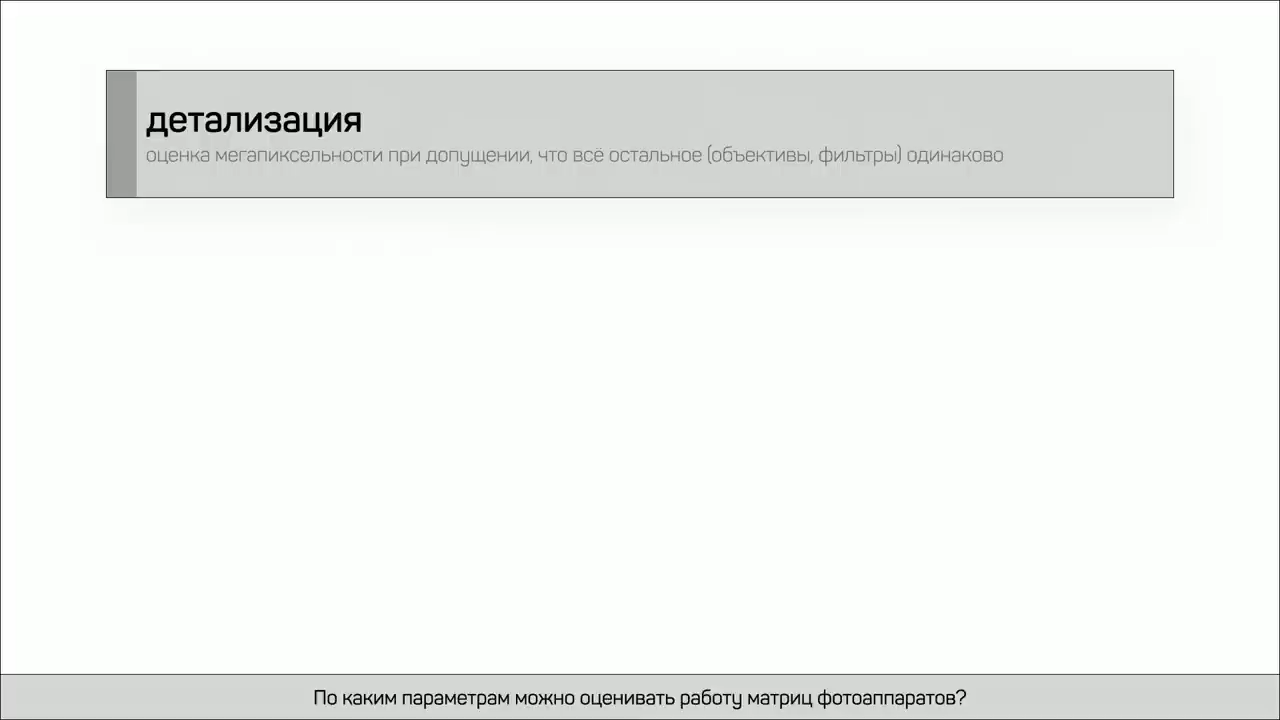 детализация
оценка мегапиксельности при допущении, что всё остальное (объективы, фильтры) одинаково
По каким параметрам можно оценивать работу матриц фотоаппаратов?